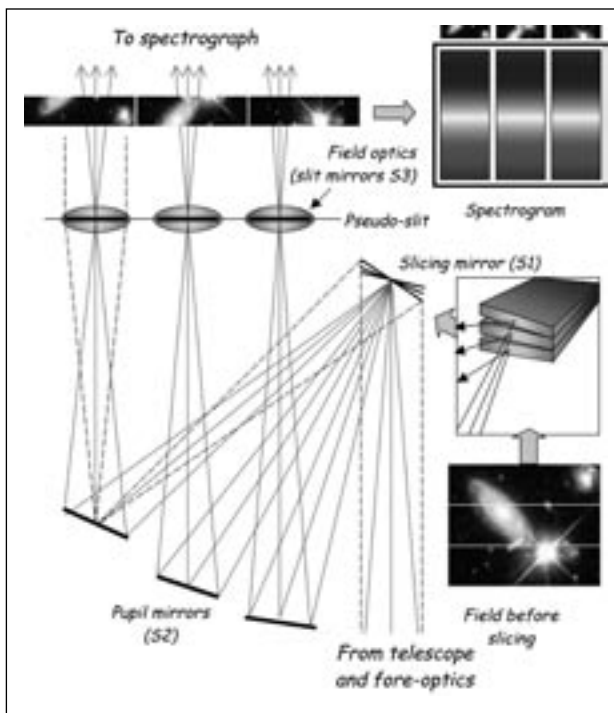 To spectrograph
Field optics
(slit mirrors S3)
Pseudo-slit
Spectrogram
Slicing mirror (S1)
Pupil mirrors
(S2)
Field before
slicing
From telescope
and fore-optics